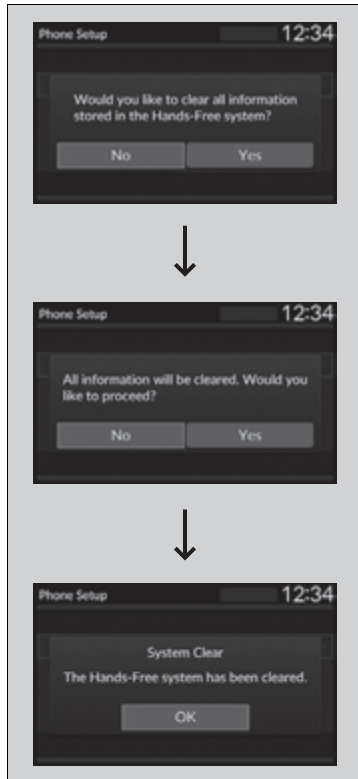 Phone Setup 12:34
Would you like to clear all information
stored in the Hands-Free system?
No Yes
Phone Setup 12:34
All information will be cleared. Would you
like to proceed?
No Yes
Phone Setup 12:34
System Clear
The Hands-Free system has been cleared.
OK